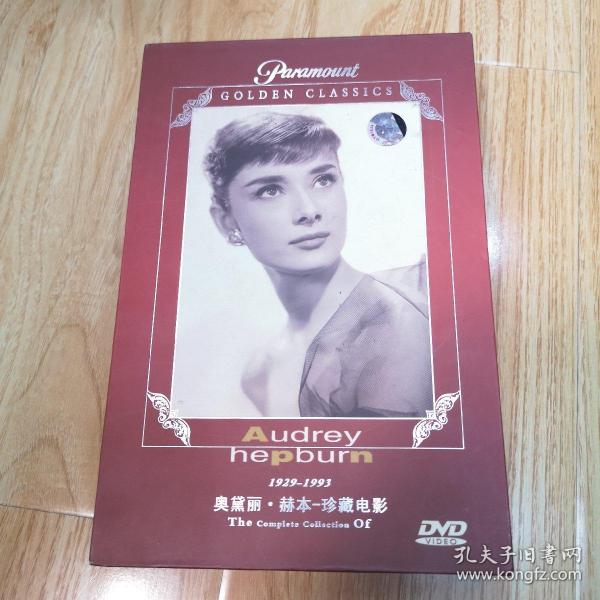 Paramount
GOLDEN CLASSICS
Audrey
hepburn
1929-1993
奥黛丽·赫本-珍藏电影
The Complete Collection Of
DVD
VIDEO
孔夫子旧书网
www.kongfz.com